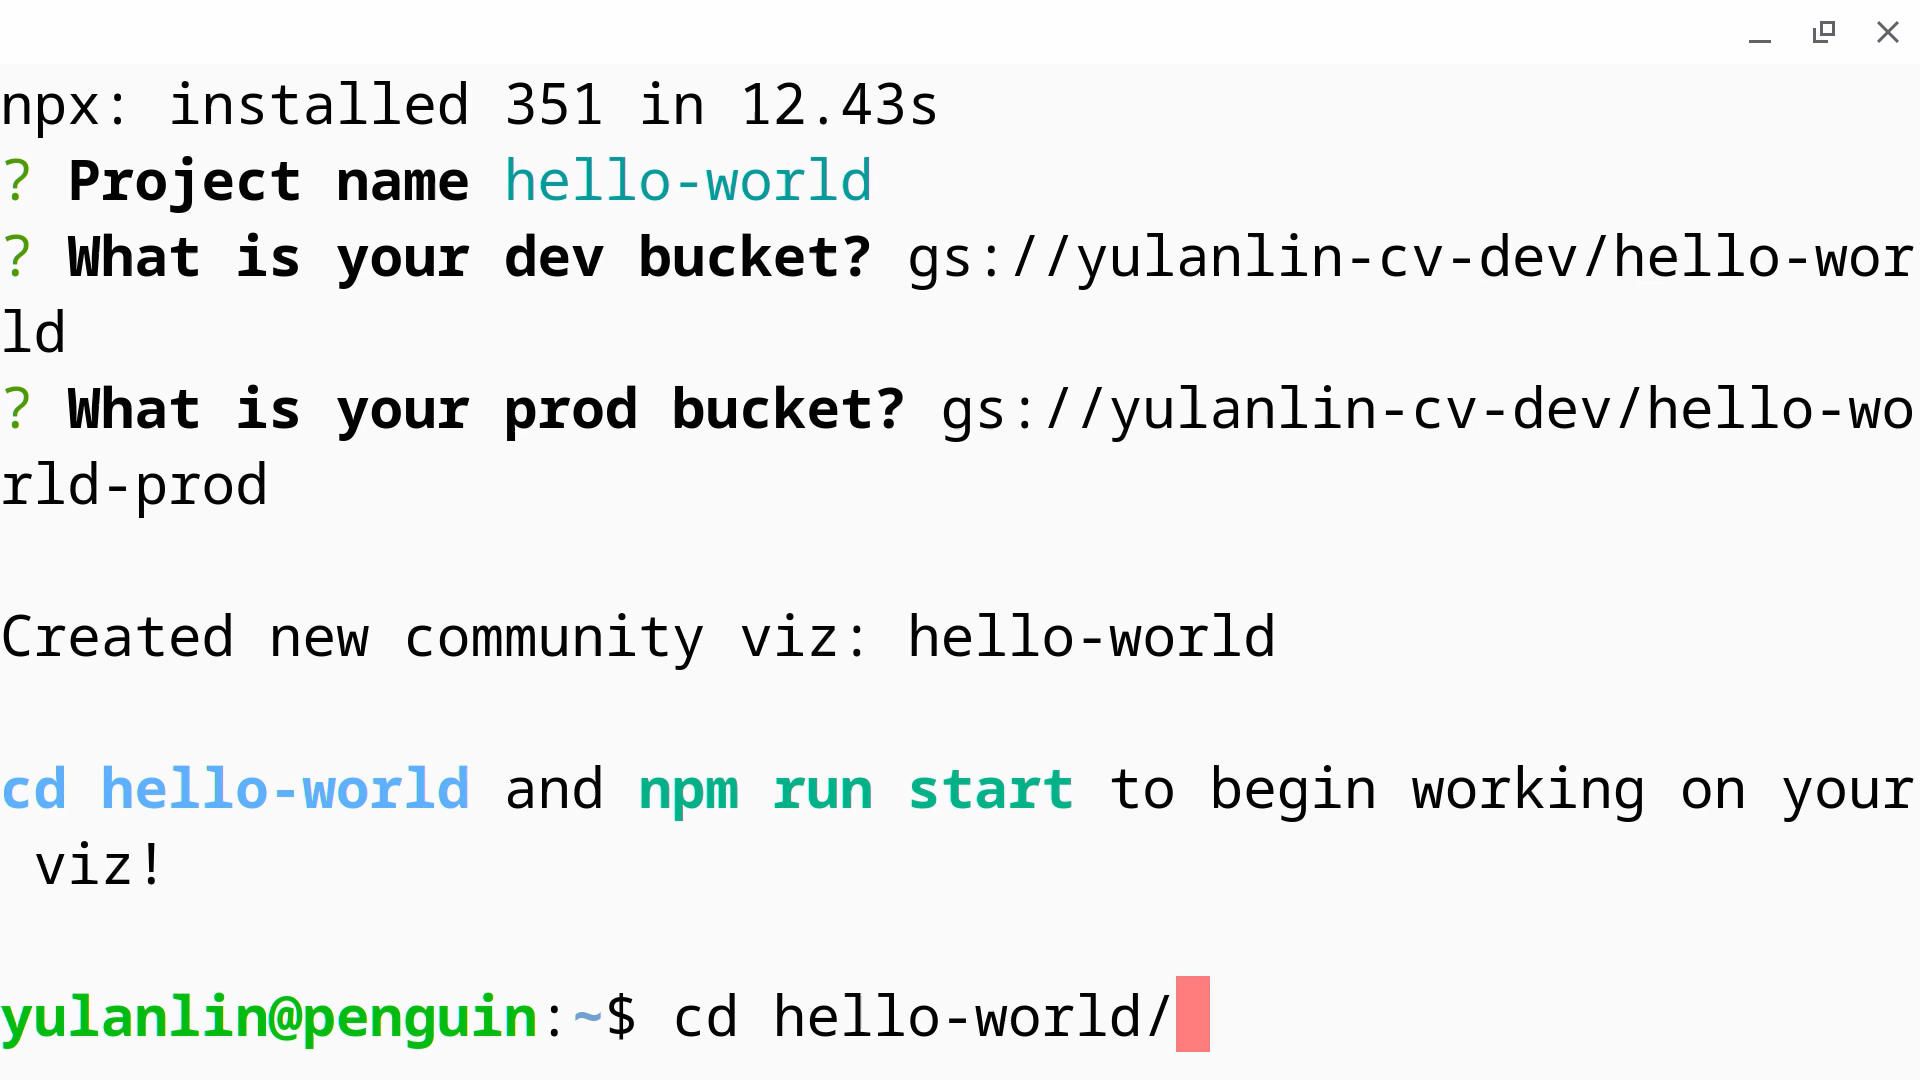 npx: installed 351 in 12.43s
? Project name hello-world
? What is your dev bucket? gs://yulanlin-cv-dev/hello-wor
ld
? What is your prod bucket? gs://yulanlin-cv-dev/hello-wo
rld-prod
Created new community viz: hello-world
cd hello-world and npm run start to begin working on your
 viz!
yulanlin@penguin:~$ cd hello-world/